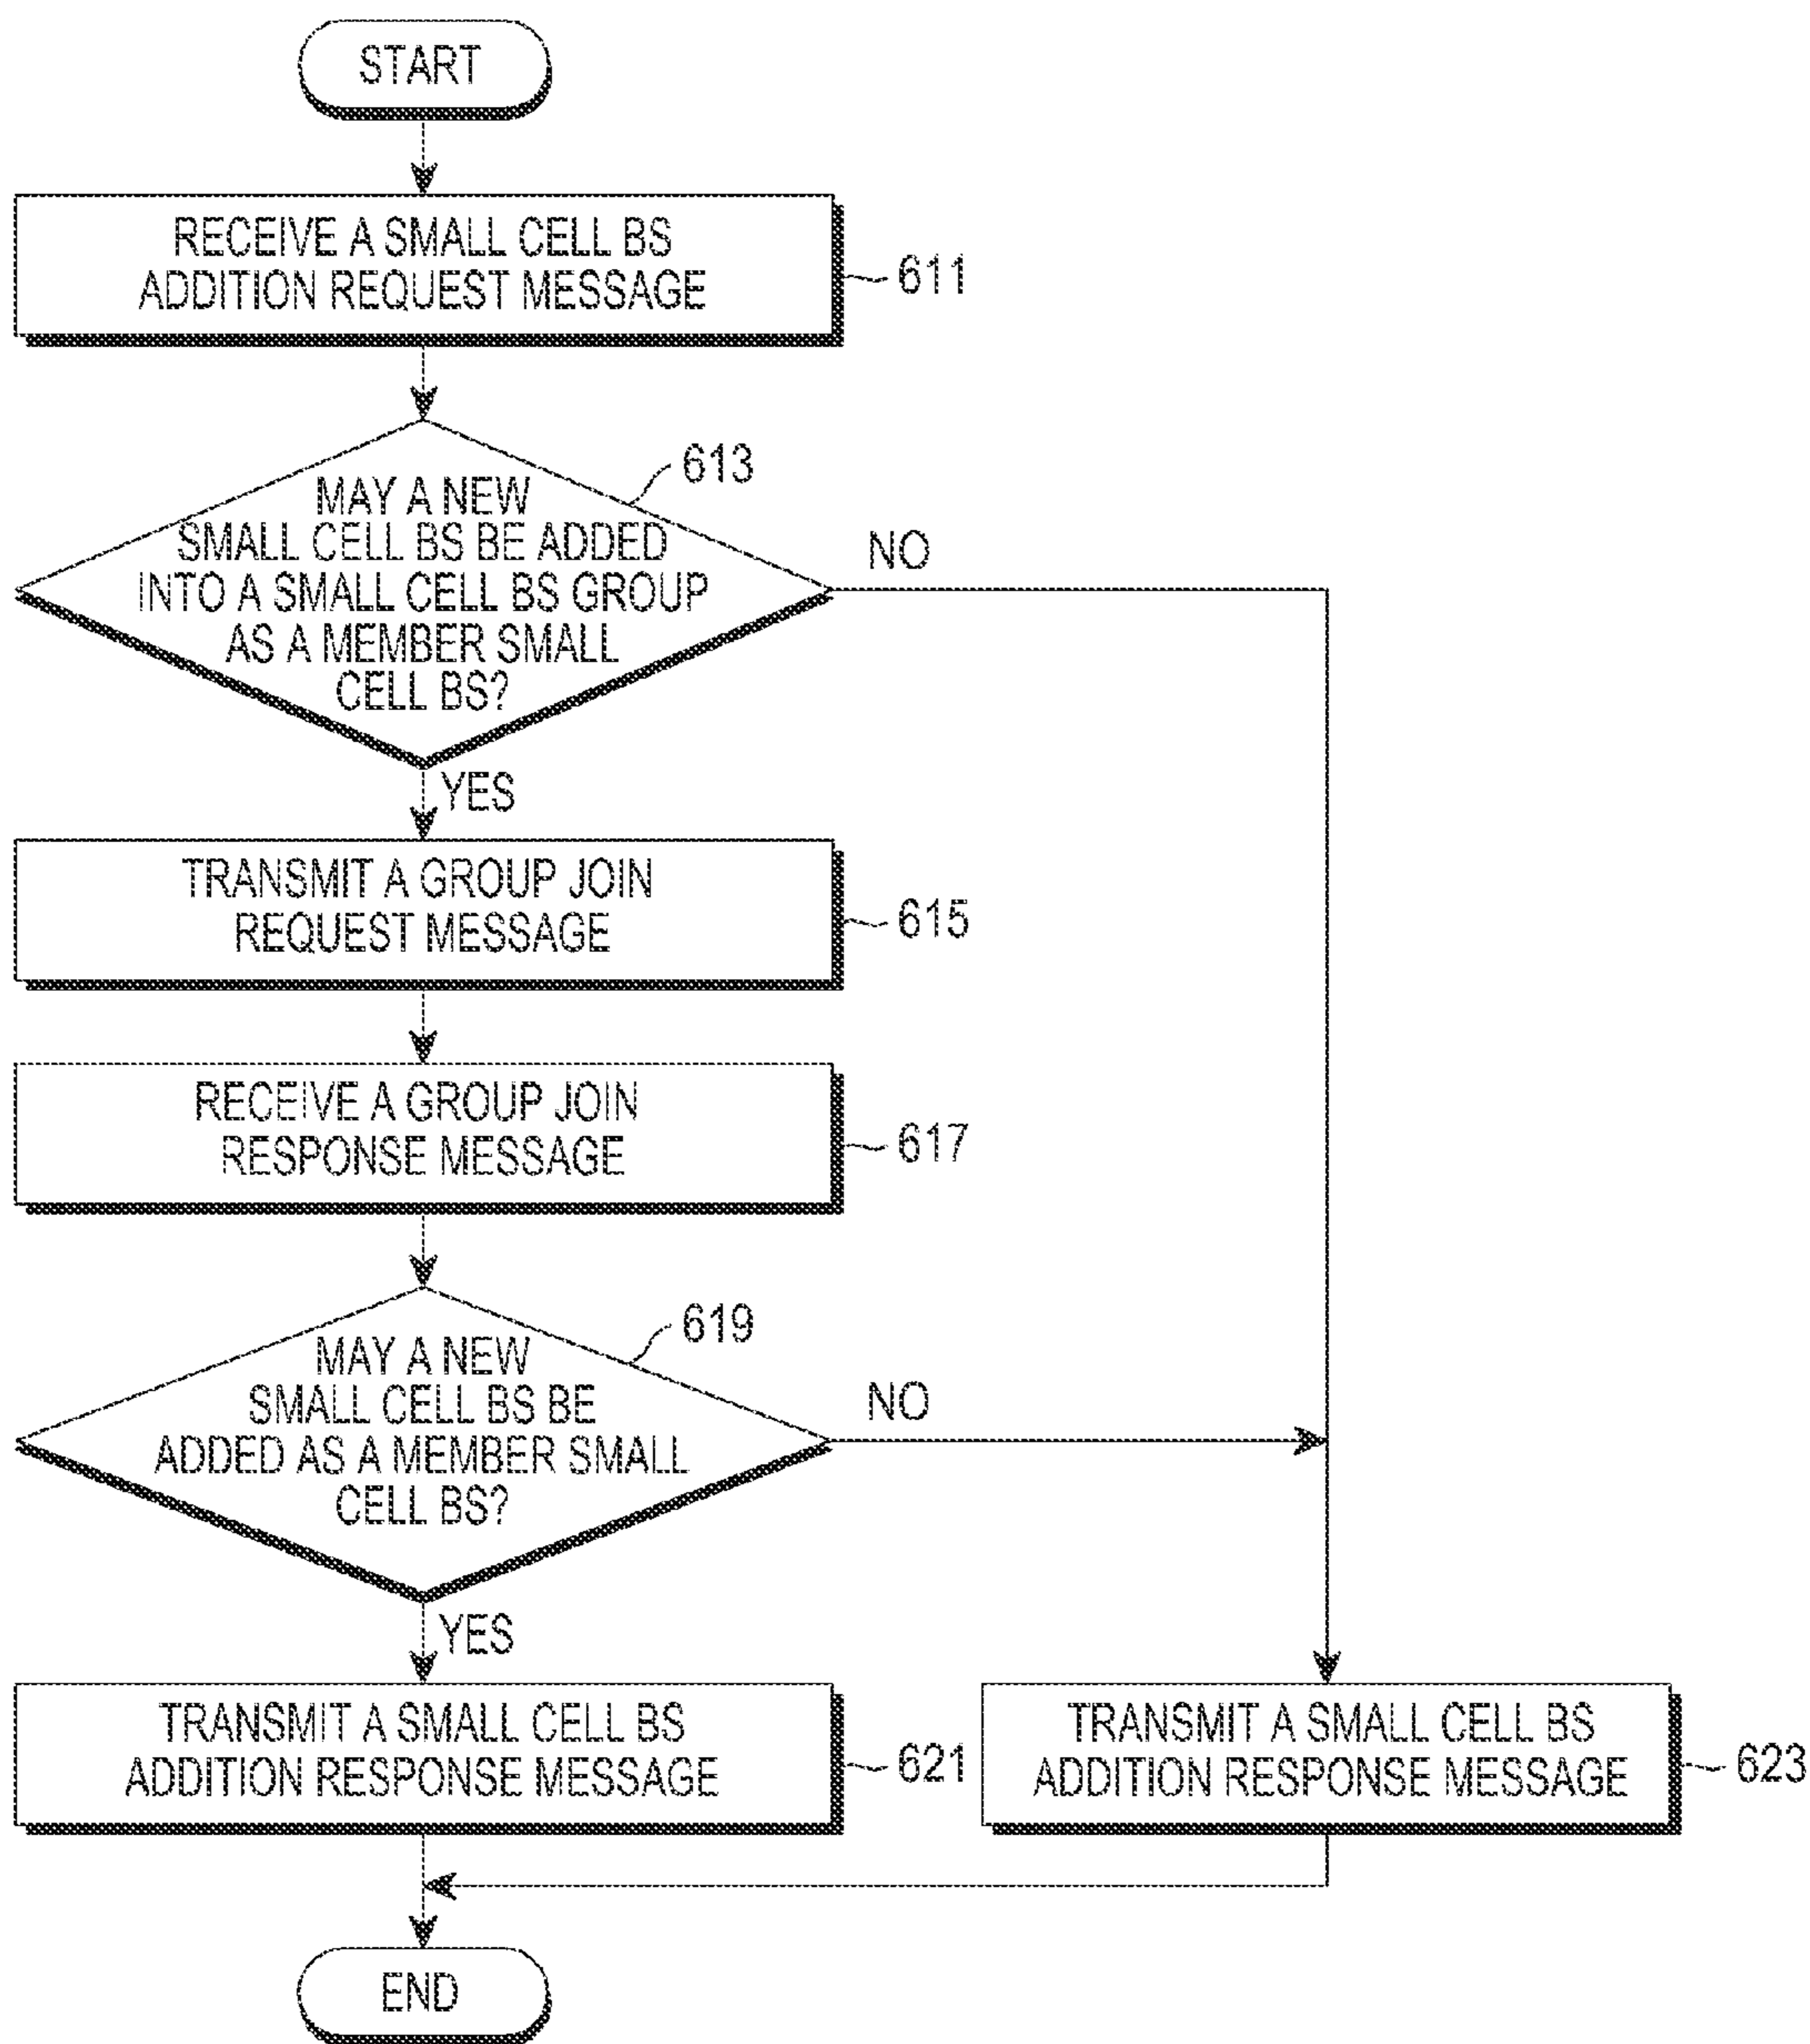 START
RECEIVE A SMALL CELL BS
ADDITION REQUEST MESSAGE
611
613
MAY A NEW
SMALL CELL BS BE ADDED
INTO A SMALL CELL BS GROUP
AS A MEMBER SMALL
CELL BS?
NO
YES
TRANSMIT A GROUP JOIN
REQUEST MESSAGE
615
RECEIVE A GROUP JOIN
RESPONSE MESSAGE
617
619
MAY A NEW
SMALL CELL BS BE
ADDED AS A MEMBER SMALL
CELL BS?
NO
YES
TRANSMIT A SMALL CELL BS
ADDITION RESPONSE MESSAGE
621
TRANSMIT A SMALL CELL BS
ADDITION RESPONSE MESSAGE
623
END